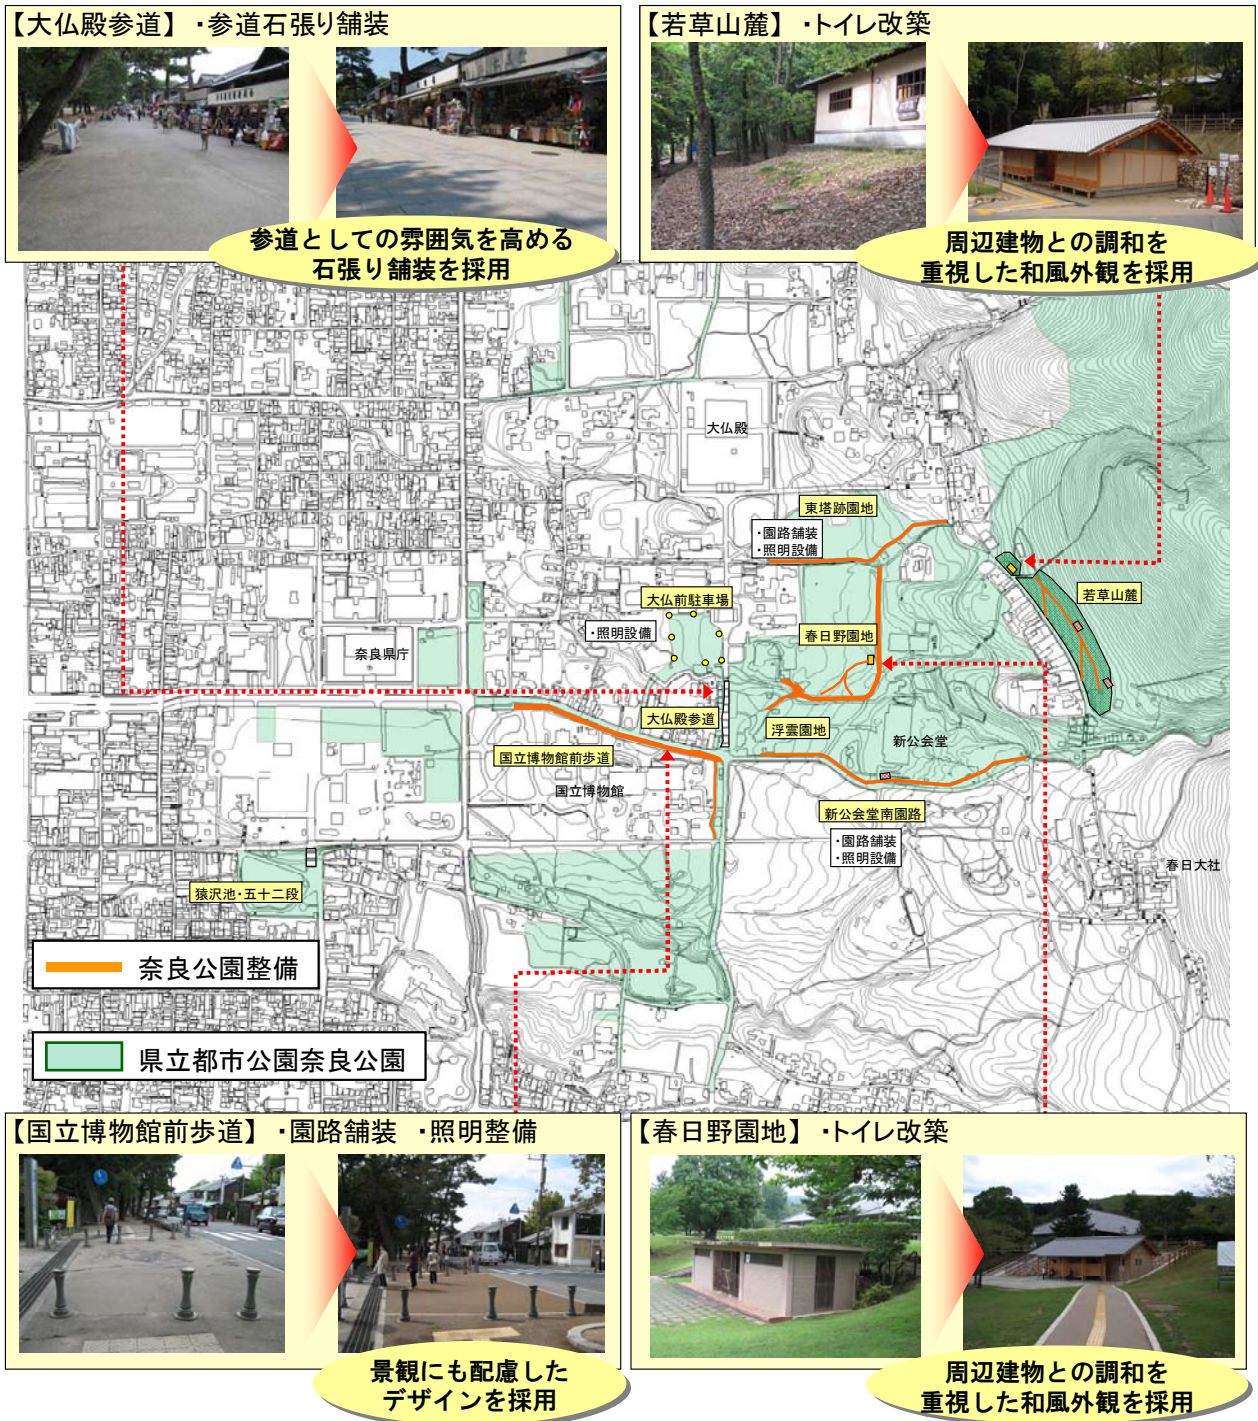 【大仏殿参道】 ・参道石張り舗装
参道としての雰囲気を高める
石張り舗装を採用
【若草山麓】 ・トイレ改築
周辺建物との調和を
重視した和風外観を採用
大仏殿
東塔跡園地
・園路舗装
・照明設備
大仏前駐車場
・照明設備
若草山麓
春日野園地
奈良県庁
大仏殿参道
浮雲園地
新公会堂
国立博物館前歩道
国立博物館
新公会堂南園路
・園路舗装
・照明設備
春日大社
猿沢池・五十二段
奈良公園整備
県立都市公園奈良公園
【国立博物館前歩道】 ・園路舗装 ・照明整備
景観にも配慮した
デザインを採用
【春日野園地】 ・トイレ改築
周辺建物との調和を
重視した和風外観を採用